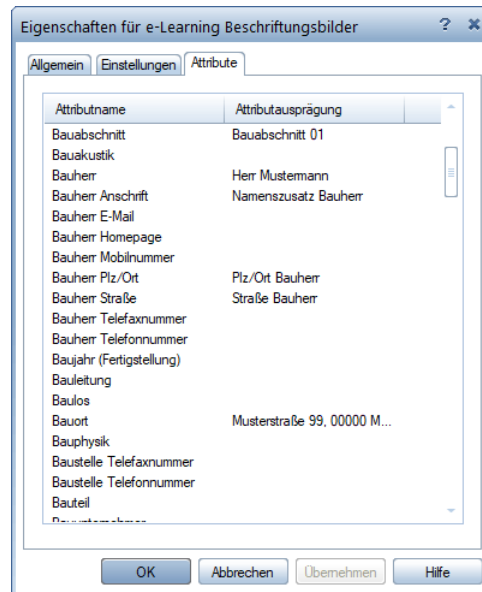 Eigenschaften für e-Learning Beschriftungsbilder
Allgemein Einstellungen Attribute
Attributname Attributausprägung
Bauabschnitt Bauabschnitt 01
Bauakustik
Bauherr Herr Mustermann
Bauherr Anschrift Namenszusatz Bauherr
Bauherr E-Mail
Bauherr Homepage
Bauherr Mobilnummer
Bauherr Plz/Ort Plz/Ort Bauherr
Bauherr Straße Straße Bauherr
Bauherr Telefaxnummer
Bauherr Telefonnummer
Baujahr (Fertigstellung)
Bauleitung
Baulos
Bauort Musterstraße 99, 00000 M...
Bauphysik
Baustelle Telefaxnummer
Baustelle Telefonnummer
Bauteil
OK Abbrechen Übernehmen Hilfe